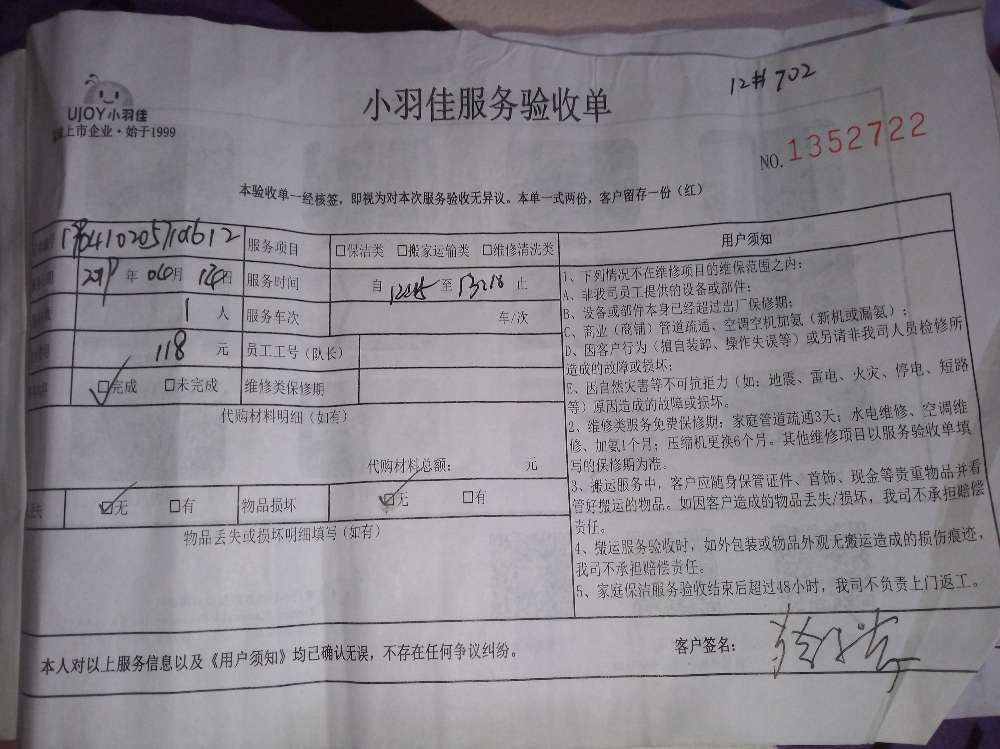 12#702
UJOY小羽佳
上市企业·始于1999
小羽佳服务验收单
NO.1352722
本验收单一经核签，即视为对本次服务验收无异议。本单一式两份，客户留存一份（红）
服务项目 □保洁类 □搬家运输类 □维修清洗类
年 04月 日 服务时间 自 至 止
1 人 服务车次 车/次
118 元 员工工号（队长）
☑完成 □未完成 维修类保修期
代购材料明细（如有）
代购材料总额： 元
☑无 □有 物品损坏 ☑无 □有
物品丢失或损坏明细填写（如有）
用户须知
1、下列情况不在维修项目的维保范围之内：
A、非我司员工提供的设备或部件；
B、设备或部件本身已经超过出厂保修期；
C、商业（商铺）管道疏通、空调空机加氨（新机或漏氨）；
D、因客户行为（擅自装卸、操作失误等）或另请非我司人员检修所
造成的故障或损坏；
E、因自然灾害等不可抗拒力（如：地震、雷电、火灾、停电、短路
等）原因造成的故障或损坏。
2、维修类服务免费保修期：家庭管道疏通3天；水电维修、空调维
修、加氨1个月；压缩机更换6个月。其他维修项目以服务验收单填
写的保修期为准。
3、搬运服务中，客户应随身保管证件、首饰、现金等贵重物品并看
管好搬运的物品。如因客户造成的物品丢失/损坏，我司不承担赔偿
责任。
4、搬运服务验收时，如外包装或物品外观无搬运造成的损伤痕迹，
我司不承担赔偿责任。
5、家庭保洁服务验收结束后超过48小时，我司不负责上门返工。
本人对以上服务信息以及《用户须知》均已确认无误，不存在任何争议纠纷。
客户签名：